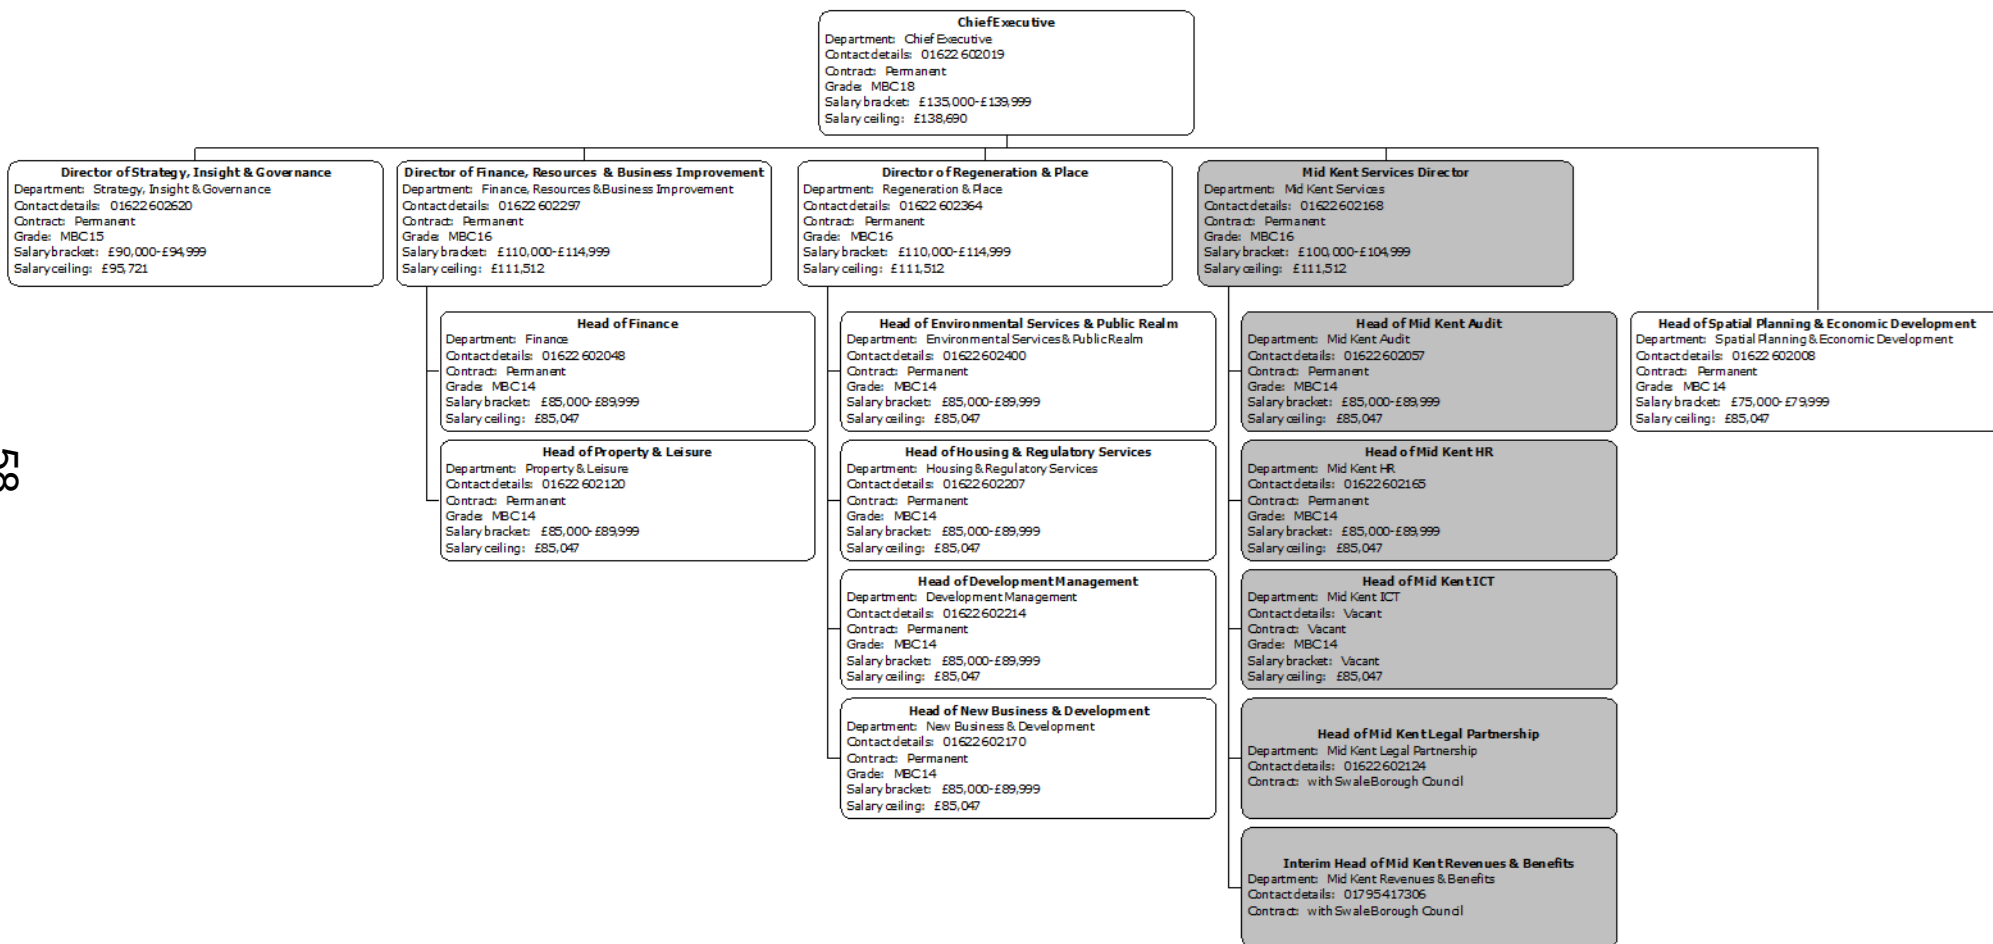 Chief Executive
Department: Chief Executive
Contact details: 01622 602019
Contract: Permanent
Grade: MBC18
Salary bracket: £135,000-£139,999
Salary ceiling: £138,690
Director of Strategy, Insight & Governance
Department: Strategy, Insight & Governance
Contact details: 01622 602620
Contract: Permanent
Grade: MBC15
Salary bracket: £90,000-£94,999
Salary ceiling: £95,721
Director of Finance, Resources & Business Improvement
Department: Finance, Resources & Business Improvement
Contact details: 01622 602297
Contract: Permanent
Grade: MBC16
Salary bracket: £110,000-£114,999
Salary ceiling: £111,512
Director of Regeneration & Place
Department: Regeneration & Place
Contact details: 01622 602364
Contract: Permanent
Grade: MBC16
Salary bracket: £110,000-£114,999
Salary ceiling: £111,512
Mid Kent Services Director
Department: Mid Kent Services
Contact details: 01622 602168
Contract: Permanent
Grade: MBC16
Salary bracket: £100,000-£104,999
Salary ceiling: £111,512
Head of Finance
Department: Finance
Contact details: 01622 602048
Contract: Permanent
Grade: MBC14
Salary bracket: £85,000-£89,999
Salary ceiling: £85,047
Head of Property & Leisure
Department: Property & Leisure
Contact details: 01622 602120
Contract: Permanent
Grade: MBC14
Salary bracket: £85,000-£89,999
Salary ceiling: £85,047
Head of Environmental Services & Public Realm
Department: Environmental Services & Public Realm
Contact details: 01622 602400
Contract: Permanent
Grade: MBC14
Salary bracket: £85,000-£89,999
Salary ceiling: £85,047
Head of Housing & Regulatory Services
Department: Housing & Regulatory Services
Contact details: 01622 602207
Contract: Permanent
Grade: MBC14
Salary bracket: £85,000-£89,999
Salary ceiling: £85,047
Head of Development Management
Department: Development Management
Contact details: 01622 602214
Contract: Permanent
Grade: MBC14
Salary bracket: £85,000-£89,999
Salary ceiling: £85,047
Head of New Business & Development
Department: New Business & Development
Contact details: 01622 602170
Contract: Permanent
Grade: MBC14
Salary bracket: £85,000-£89,999
Salary ceiling: £85,047
Head of Mid Kent Audit
Department: Mid Kent Audit
Contact details: 01622 602057
Contract: Permanent
Grade: MBC14
Salary bracket: £85,000-£89,999
Salary ceiling: £85,047
Head of Mid Kent HR
Department: Mid Kent HR
Contact details: 01622 602165
Contract: Permanent
Grade: MBC14
Salary bracket: £85,000-£89,999
Salary ceiling: £85,047
Head of Mid Kent ICT
Department: Mid Kent ICT
Contact details: Vacant
Contract: Vacant
Grade: MBC14
Salary bracket: Vacant
Salary ceiling: £85,047
Head of Mid Kent Legal Partnership
Department: Mid Kent Legal Partnership
Contact details: 01622 602124
Contract: with Swale Borough Council
Interim Head of Mid Kent Revenues & Benefits
Department: Mid Kent Revenues & Benefits
Contact details: 01795 417306
Contract: with Swale Borough Council
Head of Spatial Planning & Economic Development
Department: Spatial Planning & Economic Development
Contact details: 01622 602008
Contract: Permanent
Grade: MBC14
Salary bracket: £75,000-£79,999
Salary ceiling: £85,047
58